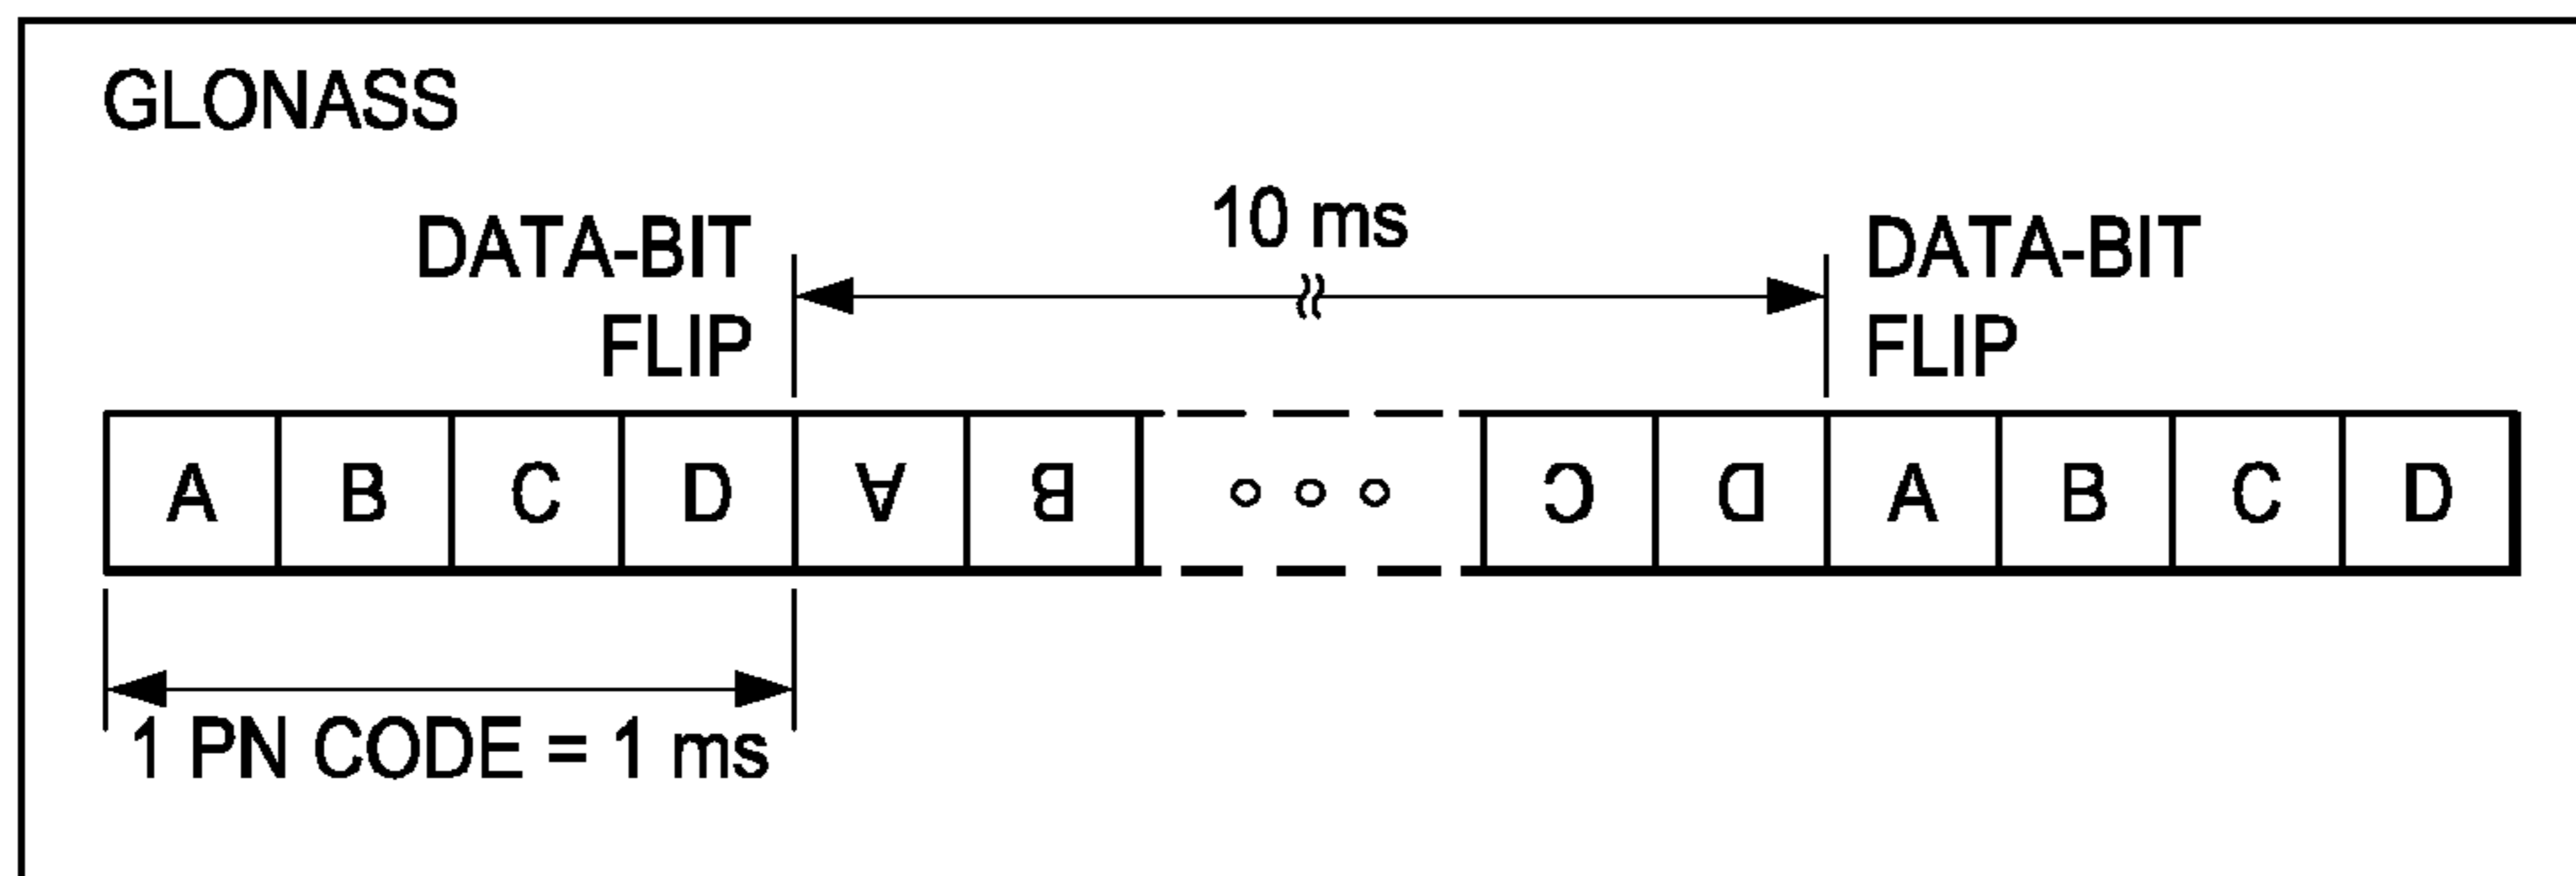 GLONASS
10 ms
DATA-BIT
FLIP
DATA-BIT
FLIP
A B C D A B C D A B C D
1 PN CODE = 1 ms